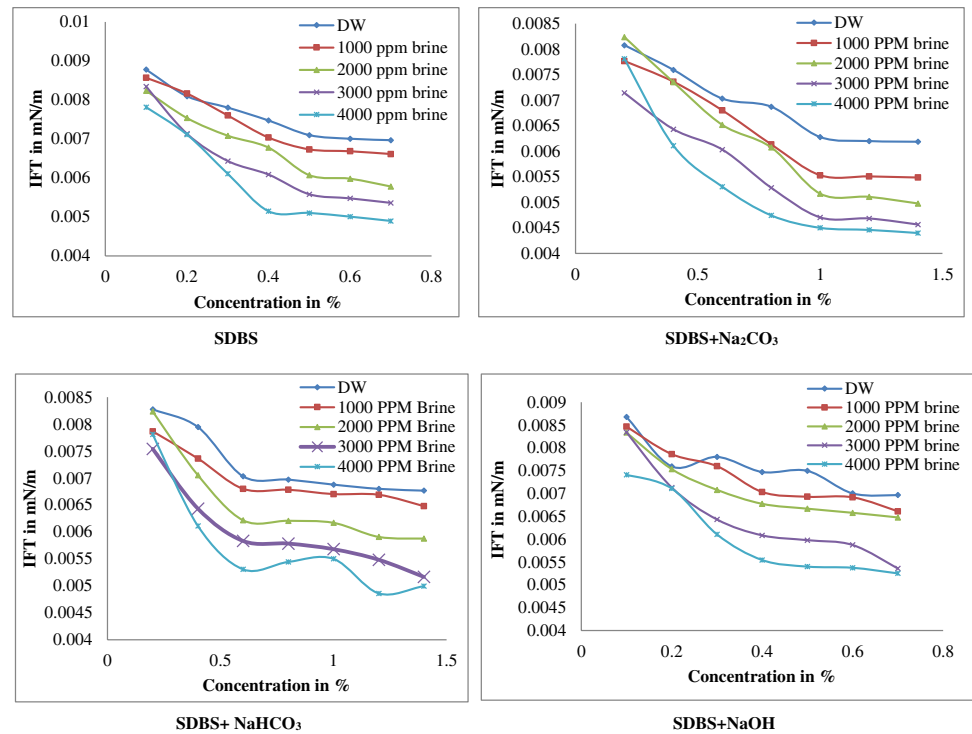 0.01
0.009
0.008
0.007
0.006
0.005
0.004
IFT in mN/m
0
0.2
0.4
0.6
0.8
Concentration in %
DW
1000 ppm brine
2000 ppm brine
3000 ppm brine
4000 ppm brine
SDBS
0.0085
0.008
0.0075
0.007
0.0065
0.006
0.0055
0.005
0.0045
0.004
IFT in mN/m
0
0.5
1
1.5
Concentration in %
DW
1000 PPM brine
2000 PPM brine
3000 PPM brine
4000 PPM brine
SDBS+Na₂CO₃
0.0085
0.008
0.0075
0.007
0.0065
0.006
0.0055
0.005
0.0045
0.004
IFT in mN/m
0
0.5
1
1.5
Concentration in %
DW
1000 PPM Brine
2000 PPM Brine
3000 PPM Brine
4000 PPM Brine
SDBS+ NaHCO₃
0.009
0.0085
0.008
0.0075
0.007
0.0065
0.006
0.0055
0.005
0.0045
0.004
IFT in mN/m
0
0.2
0.4
0.6
0.8
Concentration in %
DW
1000 PPM brine
2000 PPM brine
3000 PPM brine
4000 PPM brine
SDBS+NaOH